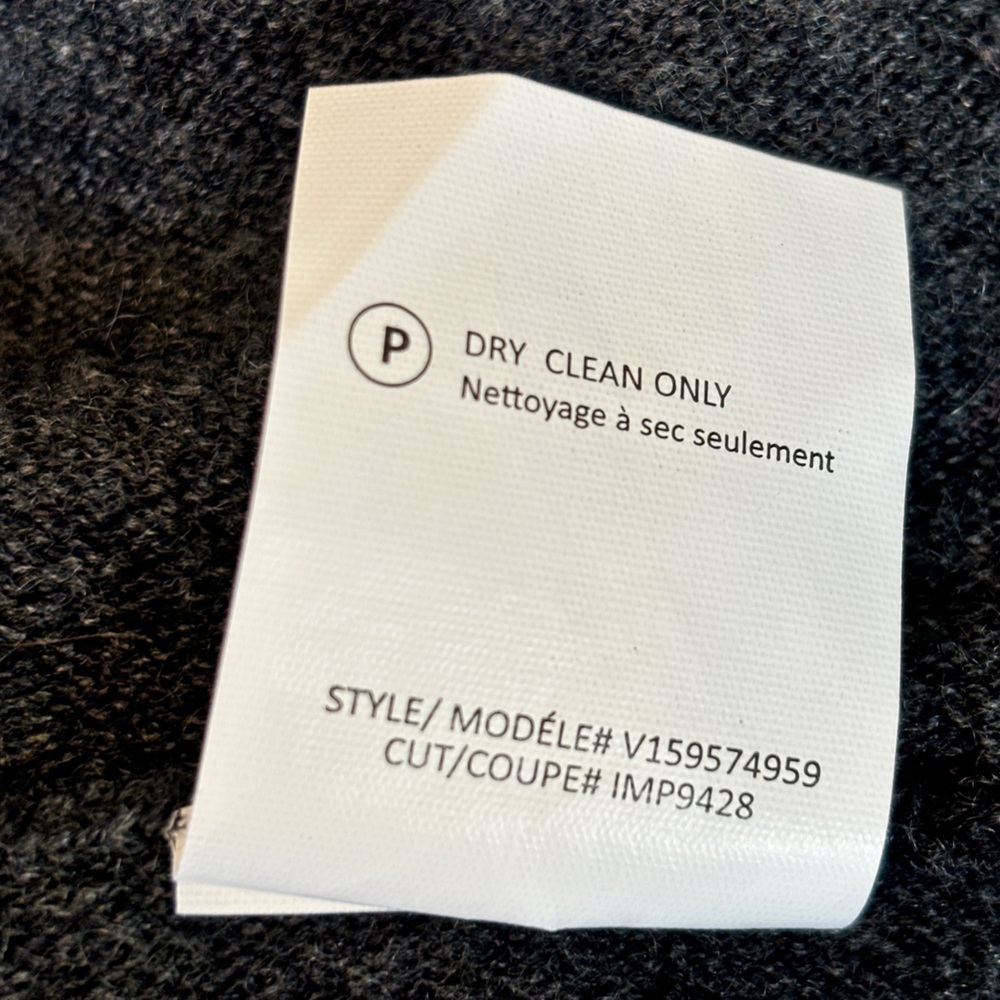 P
DRY CLEAN ONLY
Nettoyage à sec seulement
STYLE/ MODÉLE# V159574959
CUT/COUPE# IMP9428